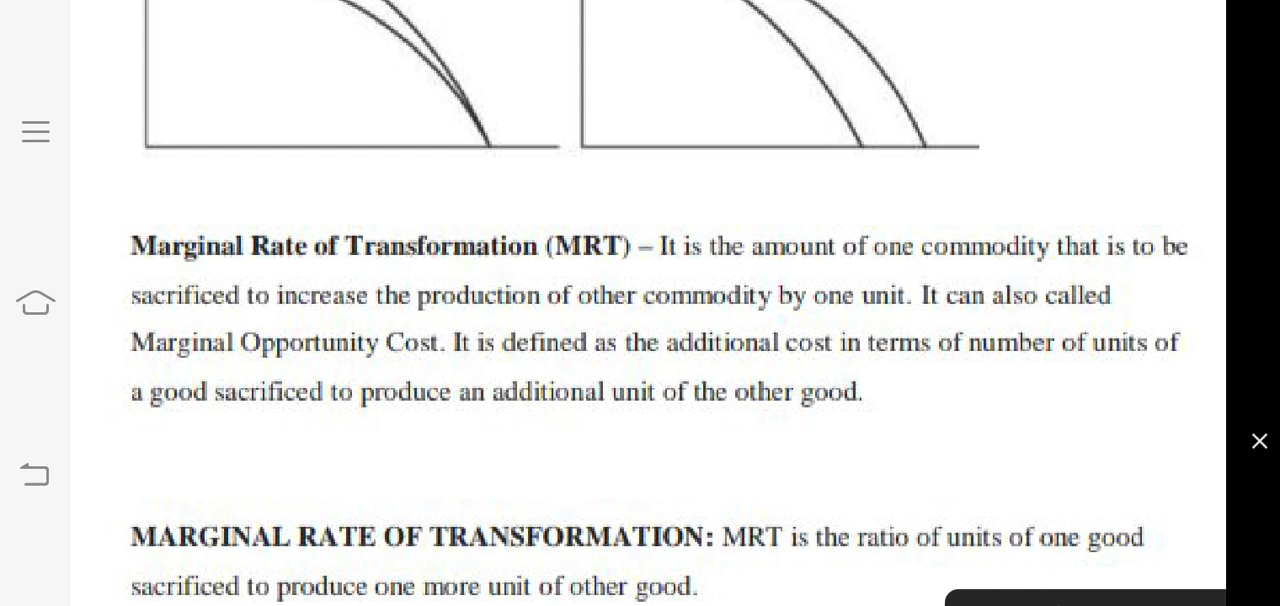 Marginal Rate of Transformation (MRT) – It is the amount of one commodity that is to be
sacrificed to increase the production of other commodity by one unit. It can also called
Marginal Opportunity Cost. It is defined as the additional cost in terms of number of units of
a good sacrificed to produce an additional unit of the other good.
MARGINAL RATE OF TRANSFORMATION: MRT is the ratio of units of one good
sacrificed to produce one more unit of other good.